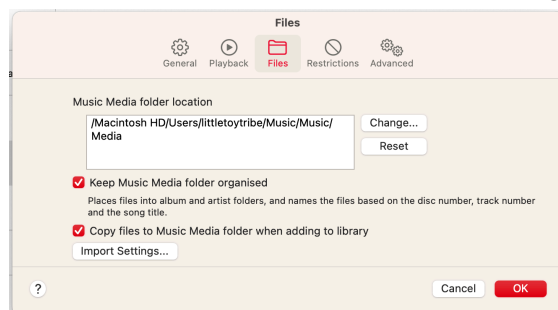 Files
General Playback Files Restrictions Advanced
Music Media folder location
/Macintosh HD/Users/littletoytribe/Music/Music/
Media
Change...
Reset
Keep Music Media folder organised
Places files into album and artist folders, and names the files based on the disc number, track number
and the song title.
Copy files to Music Media folder when adding to library
Import Settings...
?
Cancel
OK